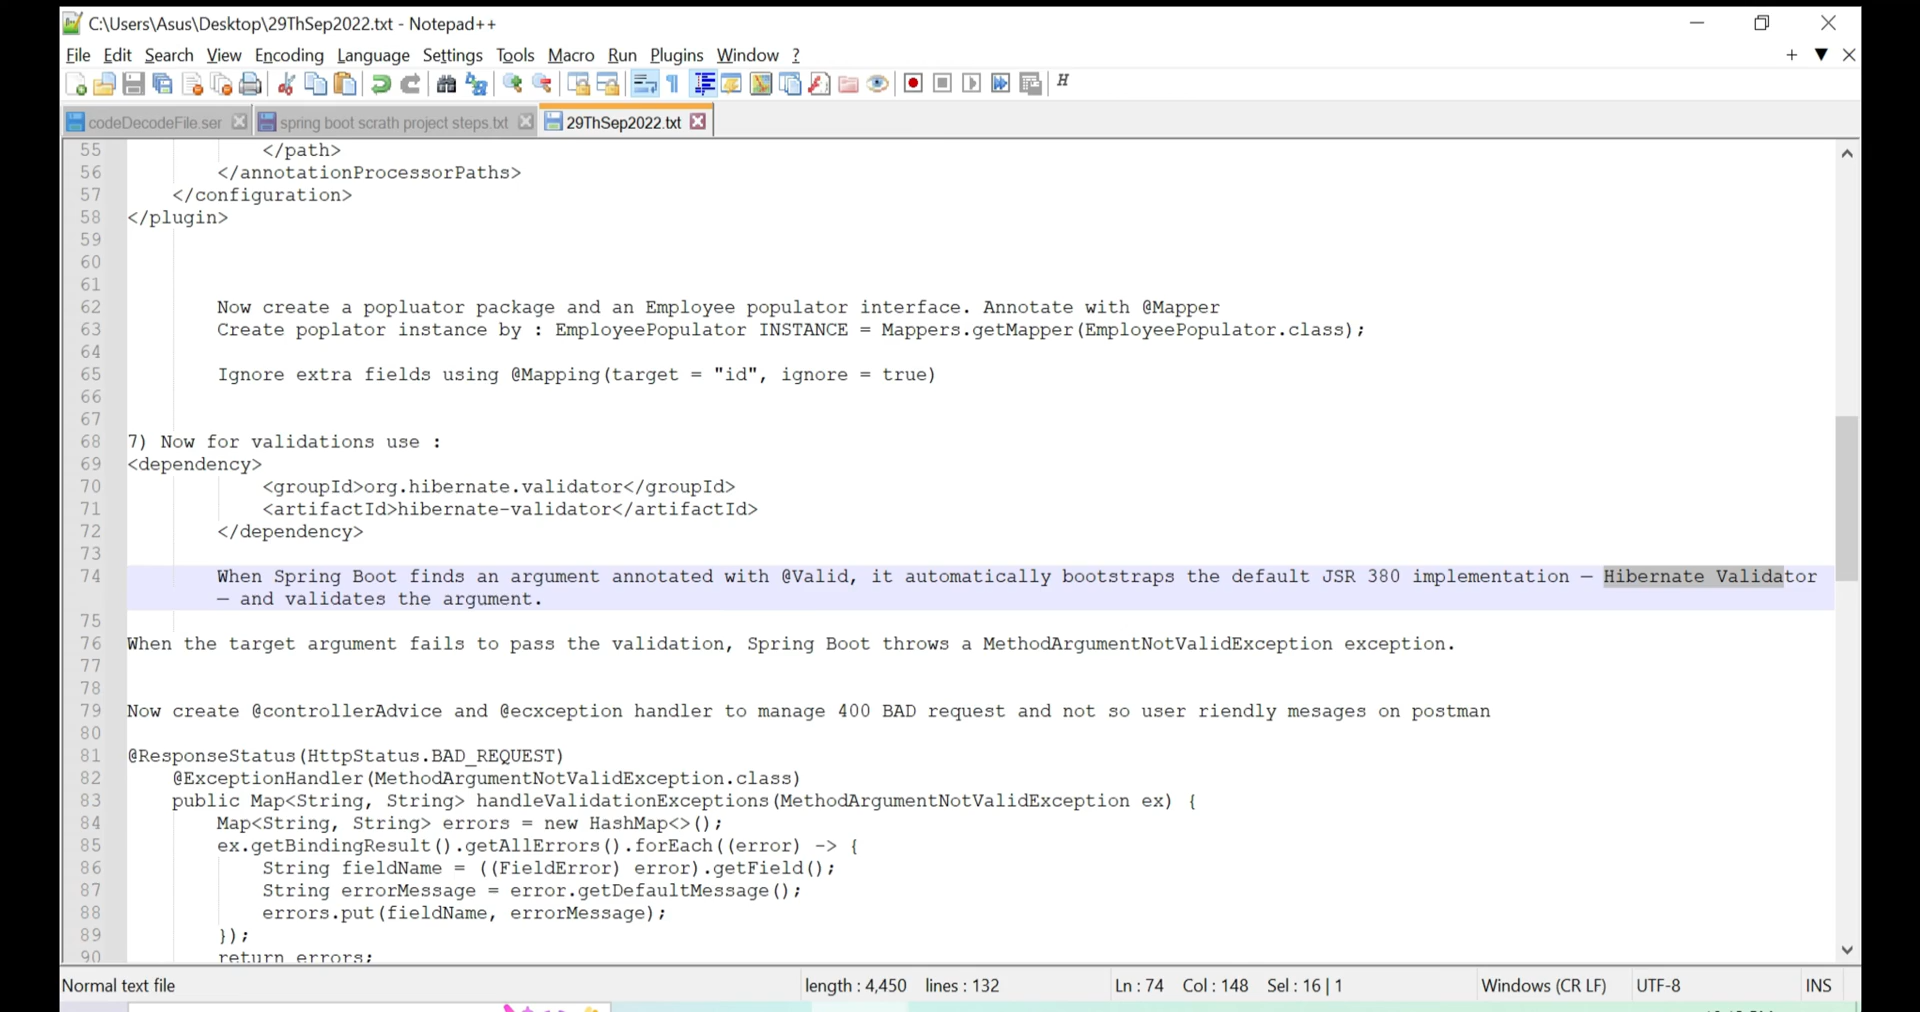 C:\Users\Asus\Desktop\29ThSep2022.txt - Notepad++
File Edit Search View Encoding Language Settings Tools Macro Run Plugins Window ?
codeDecodeFile.ser spring boot scrath project steps.txt 29ThSep2022.txt
55 </path>
56 </annotationProcessorPaths>
57 </configuration>
58 </plugin>
59
60
61
62 Now create a popluator package and an Employee populator interface. Annotate with @Mapper
63 Create poplator instance by : EmployeePopulator INSTANCE = Mappers.getMapper(EmployeePopulator.class);
64
65 Ignore extra fields using @Mapping(target = "id", ignore = true)
66
67
68 7) Now for validations use :
69 <dependency>
70 <groupId>org.hibernate.validator</groupId>
71 <artifactId>hibernate-validator</artifactId>
72 </dependency>
73
74 When Spring Boot finds an argument annotated with @Valid, it automatically bootstraps the default JSR 380 implementation — Hibernate Validator
— and validates the argument.
75
76 When the target argument fails to pass the validation, Spring Boot throws a MethodArgumentNotValidException exception.
77
78
79 Now create @controllerAdvice and @ecxception handler to manage 400 BAD request and not so user riendly mesages on postman
80
81 @ResponseStatus(HttpStatus.BAD_REQUEST)
82 @ExceptionHandler(MethodArgumentNotValidException.class)
83 public Map<String, String> handleValidationExceptions(MethodArgumentNotValidException ex) {
84 Map<String, String> errors = new HashMap<>();
85 ex.getBindingResult().getAllErrors().forEach((error) -> {
86 String fieldName = ((FieldError) error).getField();
87 String errorMessage = error.getDefaultMessage();
88 errors.put(fieldName, errorMessage);
89 });
90 return errors;
Normal text file length : 4,450 lines : 132 Ln : 74 Col : 148 Sel : 16 | 1 Windows (CR LF) UTF-8 INS